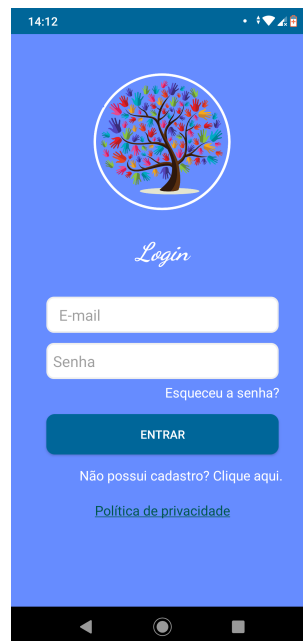 14:12
Login
E-mail
Senha
Esqueceu a senha?
ENTRAR
Não possui cadastro? Clique aqui.
Política de privacidade